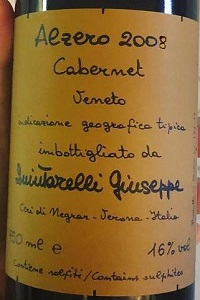 Alzero 2008
Cabernet
Veneto
indicazione geografica tipica
imbottigliato da
Quintarelli Giuseppe
Cerè di Negrar - Verona - Italia
750 ml e 16% vol
Contiene solfiti/Contains sulphites